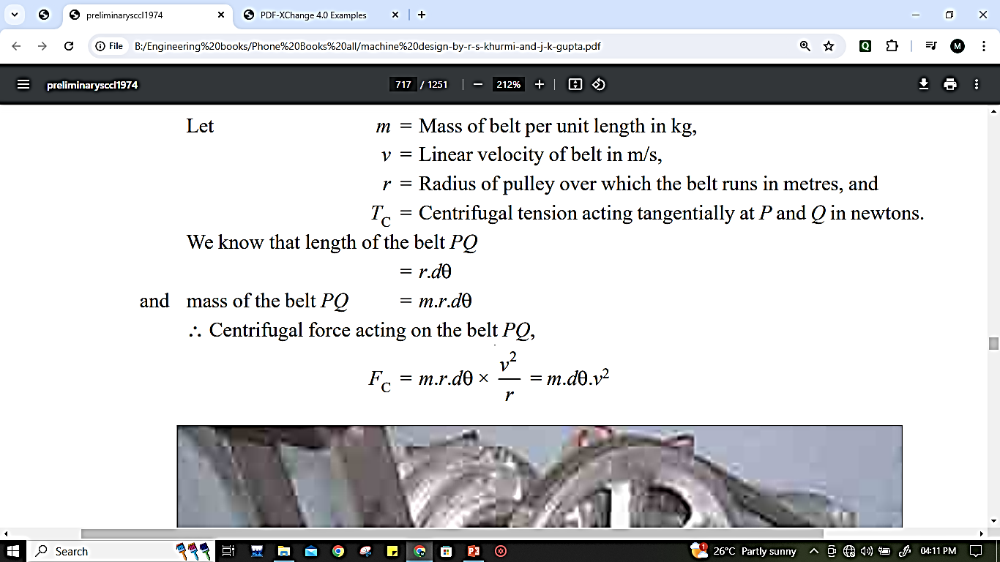 preliminarysccl1974
PDF-XChange 4.0 Examples
File
B:/Engineering%20books/Phone%20Books%20all/machine%20design-by-r-s-khurmi-and-j-k-gupta.pdf
Q
M
preliminarysccl1974
717 / 1251
212%
Let m = Mass of belt per unit length in kg,
v = Linear velocity of belt in m/s,
r = Radius of pulley over which the belt runs in metres, and
T_C = Centrifugal tension acting tangentially at P and Q in newtons.
We know that length of the belt PQ
= r.dθ
and mass of the belt PQ = m.r.dθ
∴ Centrifugal force acting on the belt PQ,
F_C = m.r.dθ × v²/r = m.dθ.v²
Search
1
26°C Partly sunny
04:11 PM